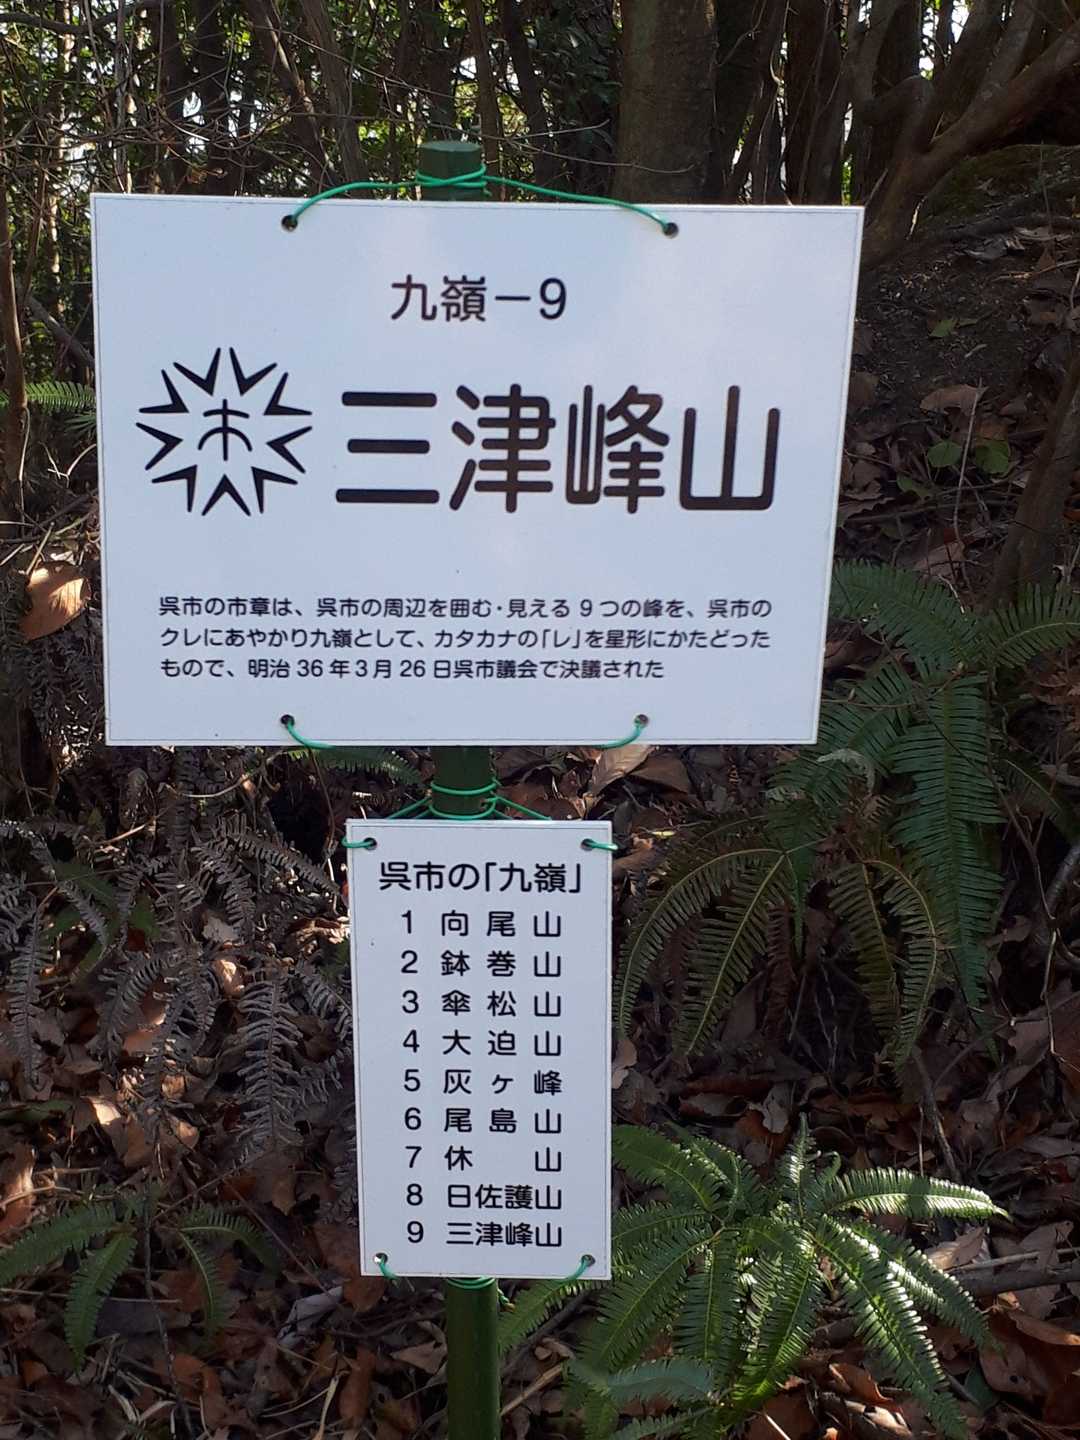 九嶺－9
三津峰山
呉市の市章は、呉市の周辺を囲む・見える 9 つの峰を、呉市の
クレにあやかり九嶺として、カタカナの「レ」を星形にかたどった
もので、明治 36 年 3 月 26 日呉市議会で決議された
呉市の「九嶺」
1 向尾山
2 鉢巻山
3 傘松山
4 大迫山
5 灰ヶ峰
6 尾島山
7 休　山
8 日佐護山
9 三津峰山